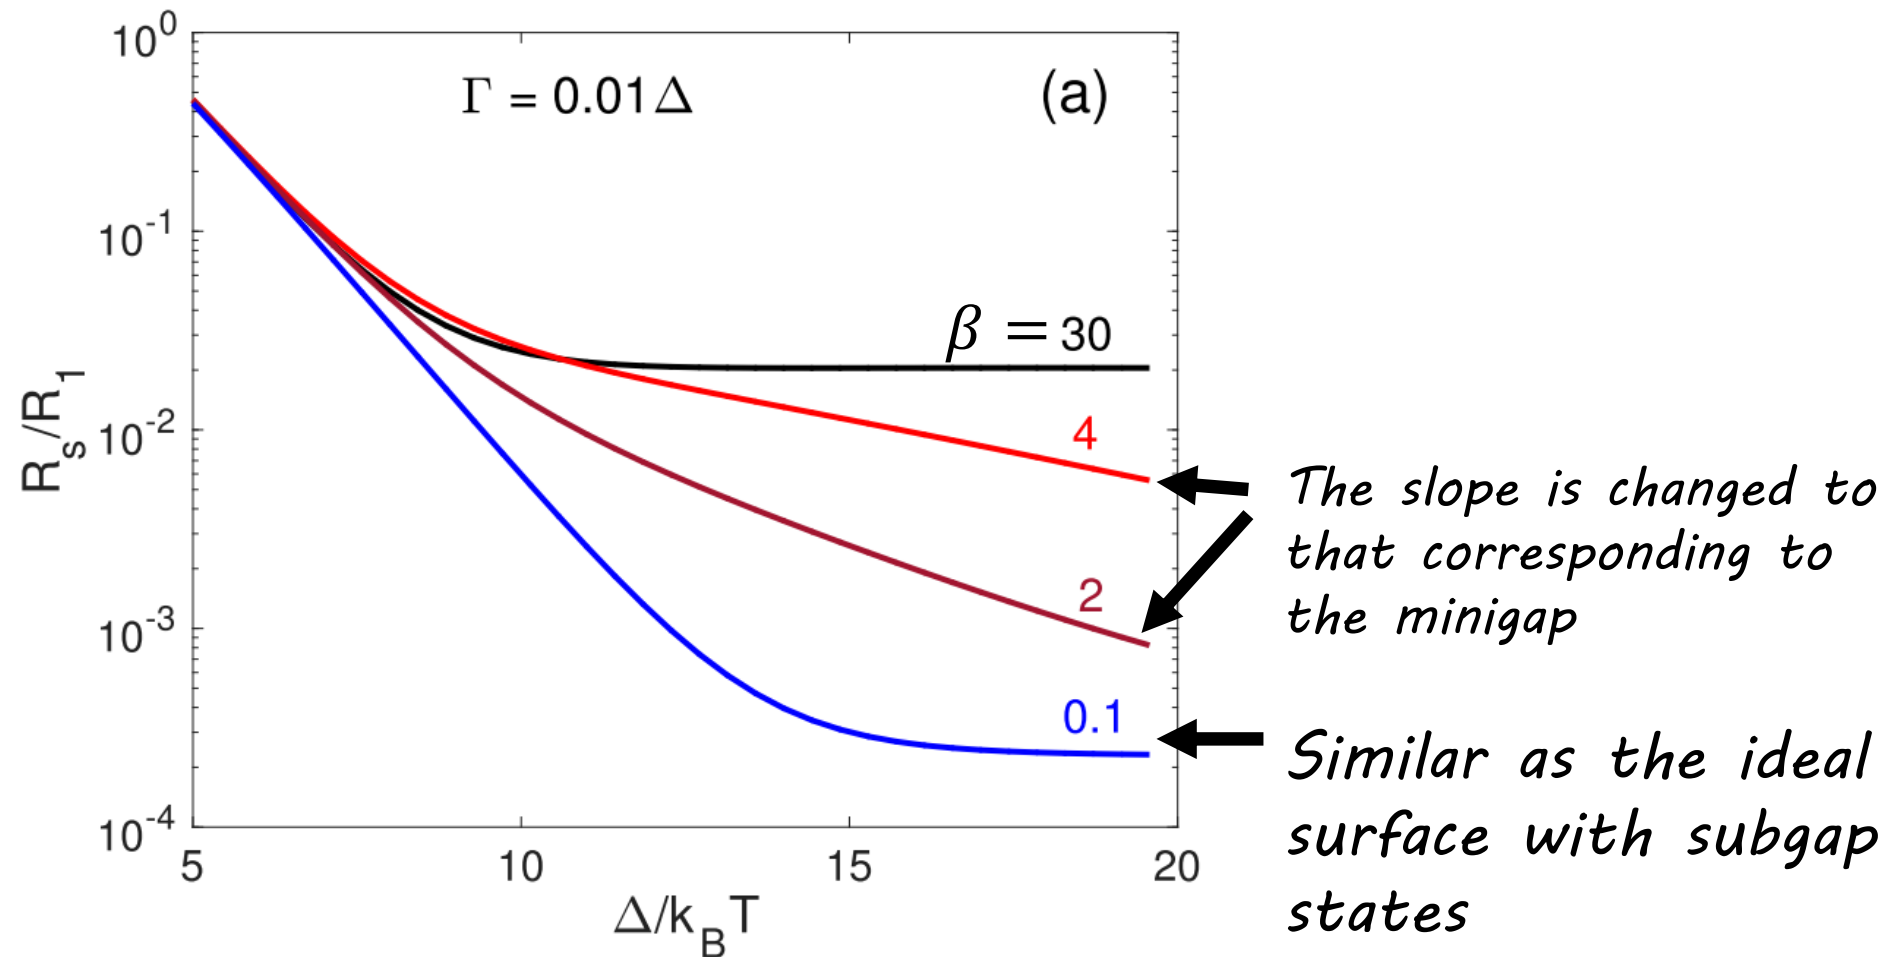 10^0
Γ = 0.01Δ
(a)
10^-1
β = 30
10^-2
4
R_s/R_1
The slope is changed to
that corresponding to
the minigap
2
10^-3
0.1
Similar as the ideal
surface with subgap
states
10^-4
5 10 15 20
Δ/k_BT